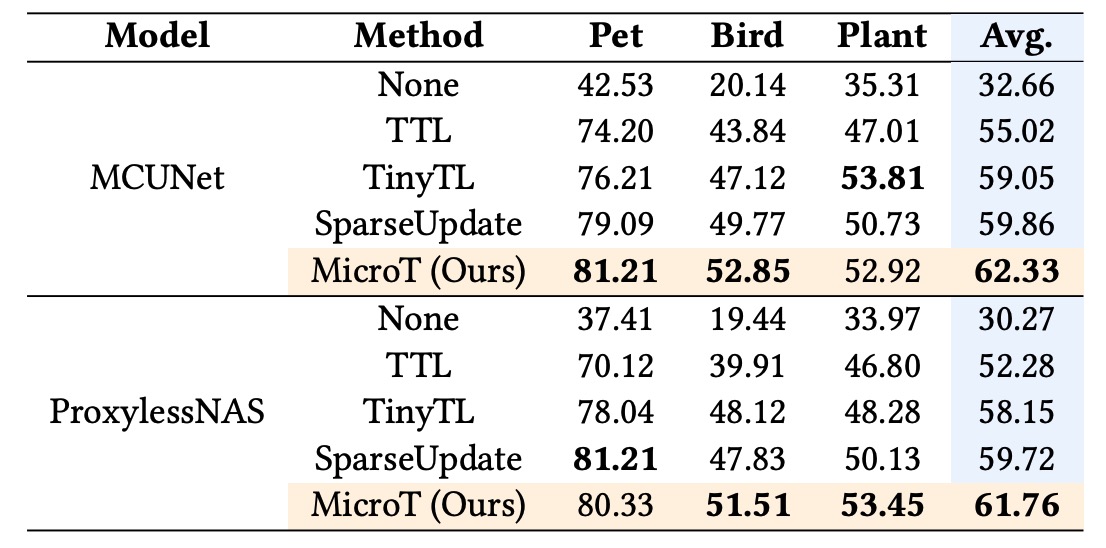 Model Method Pet Bird Plant Avg.
None 42.53 20.14 35.31 32.66
TTL 74.20 43.84 47.01 55.02
MCUNet TinyTL 76.21 47.12 53.81 59.05
SparseUpdate 79.09 49.77 50.73 59.86
MicroT (Ours) 81.21 52.85 52.92 62.33
None 37.41 19.44 33.97 30.27
TTL 70.12 39.91 46.80 52.28
ProxylessNAS TinyTL 78.04 48.12 48.28 58.15
SparseUpdate 81.21 47.83 50.13 59.72
MicroT (Ours) 80.33 51.51 53.45 61.76